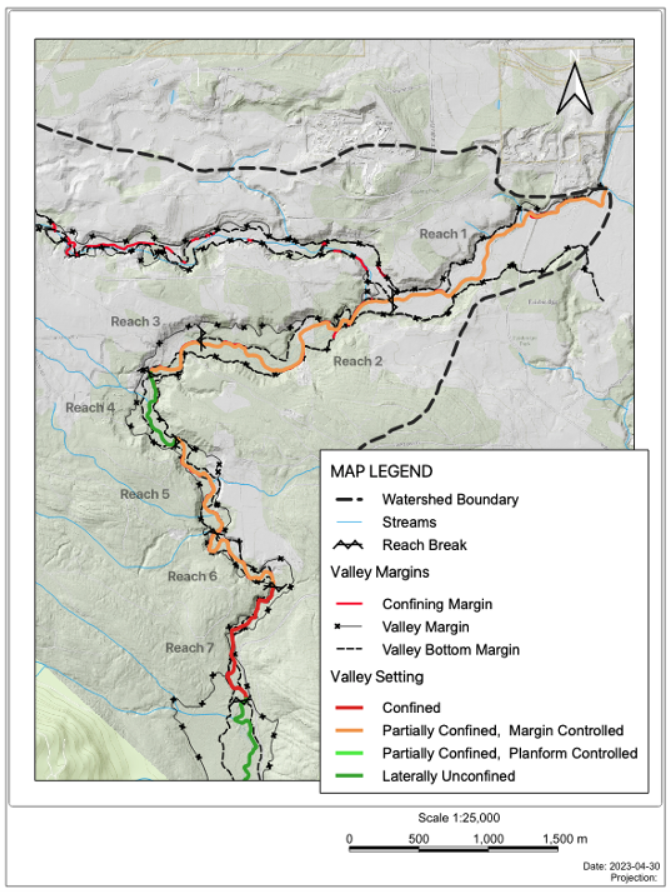 Reach 1
Reach 3
Reach 2
Reach 4
Reach 5
Reach 6
Reach 7
MAP LEGEND
Watershed Boundary
Streams
Reach Break
Valley Margins
Confining Margin
Valley Margin
Valley Bottom Margin
Valley Setting
Confined
Partially Confined, Margin Controlled
Partially Confined, Planform Controlled
Laterally Unconfined
Scale 1:25,000
0 500 1,000 1,500 m
Date: 2023-04-30
Projection: